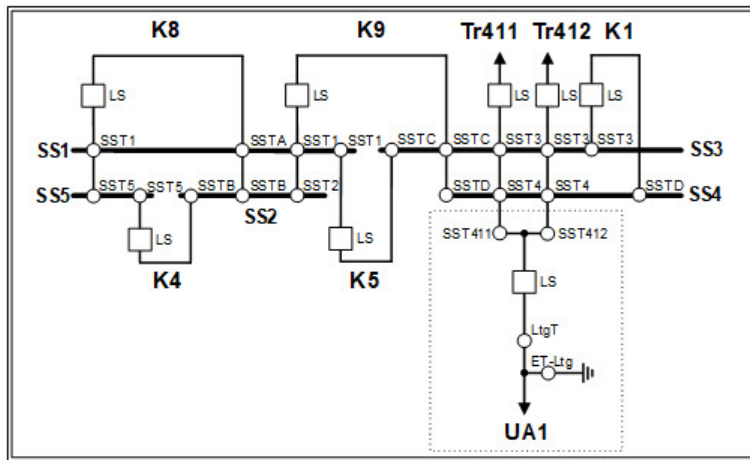 K8 K9 Tr411 Tr412 K1
LS LS LS LS LS
SST1 SSTA SST1 SST1 SSTC SSTC SST3 SST3 SST3
SS1 SS3
SST5 SST5 SSTB SSTB SST2 SSTD SST4 SST4 SSTD
SS5 SS2 SS4
LS LS SST411 SST412
K4 K5 LS
LtgT
ET-Ltg
UA1